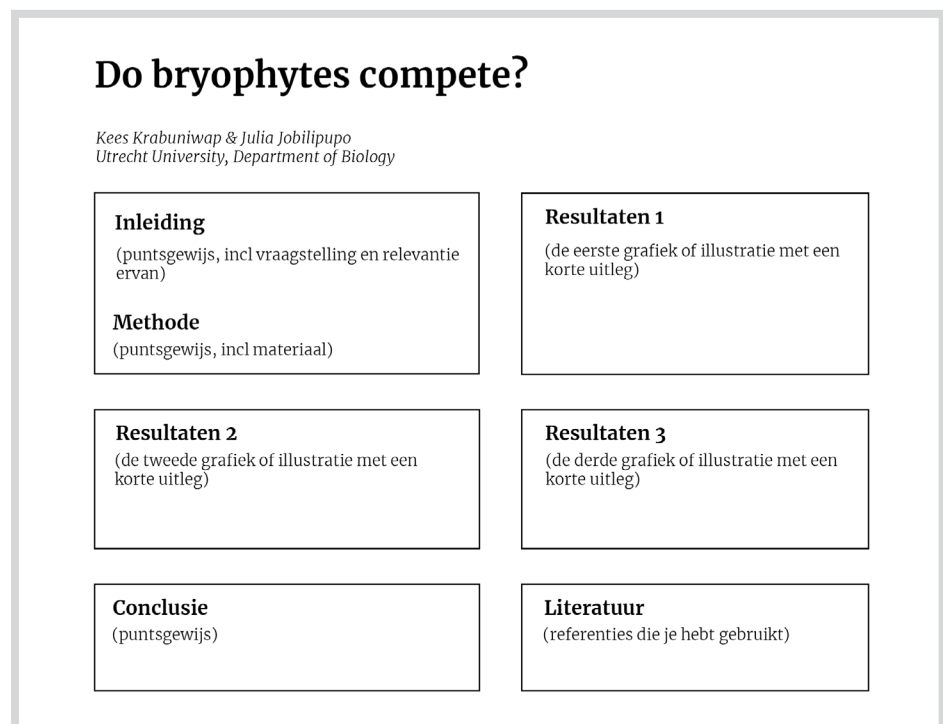 Do bryophytes compete?
Kees Krabuniwap & Julia Jobilipupo
Utrecht University, Department of Biology
Inleiding
(puntsgewijs, incl vraagstelling en relevantie
ervan)
Methode
(puntsgewijs, incl materiaal)
Resultaten 1
(de eerste grafiek of illustratie met een
korte uitleg)
Resultaten 2
(de tweede grafiek of illustratie met een
korte uitleg)
Resultaten 3
(de derde grafiek of illustratie met een
korte uitleg)
Conclusie
(puntsgewijs)
Literatuur
(referenties die je hebt gebruikt)